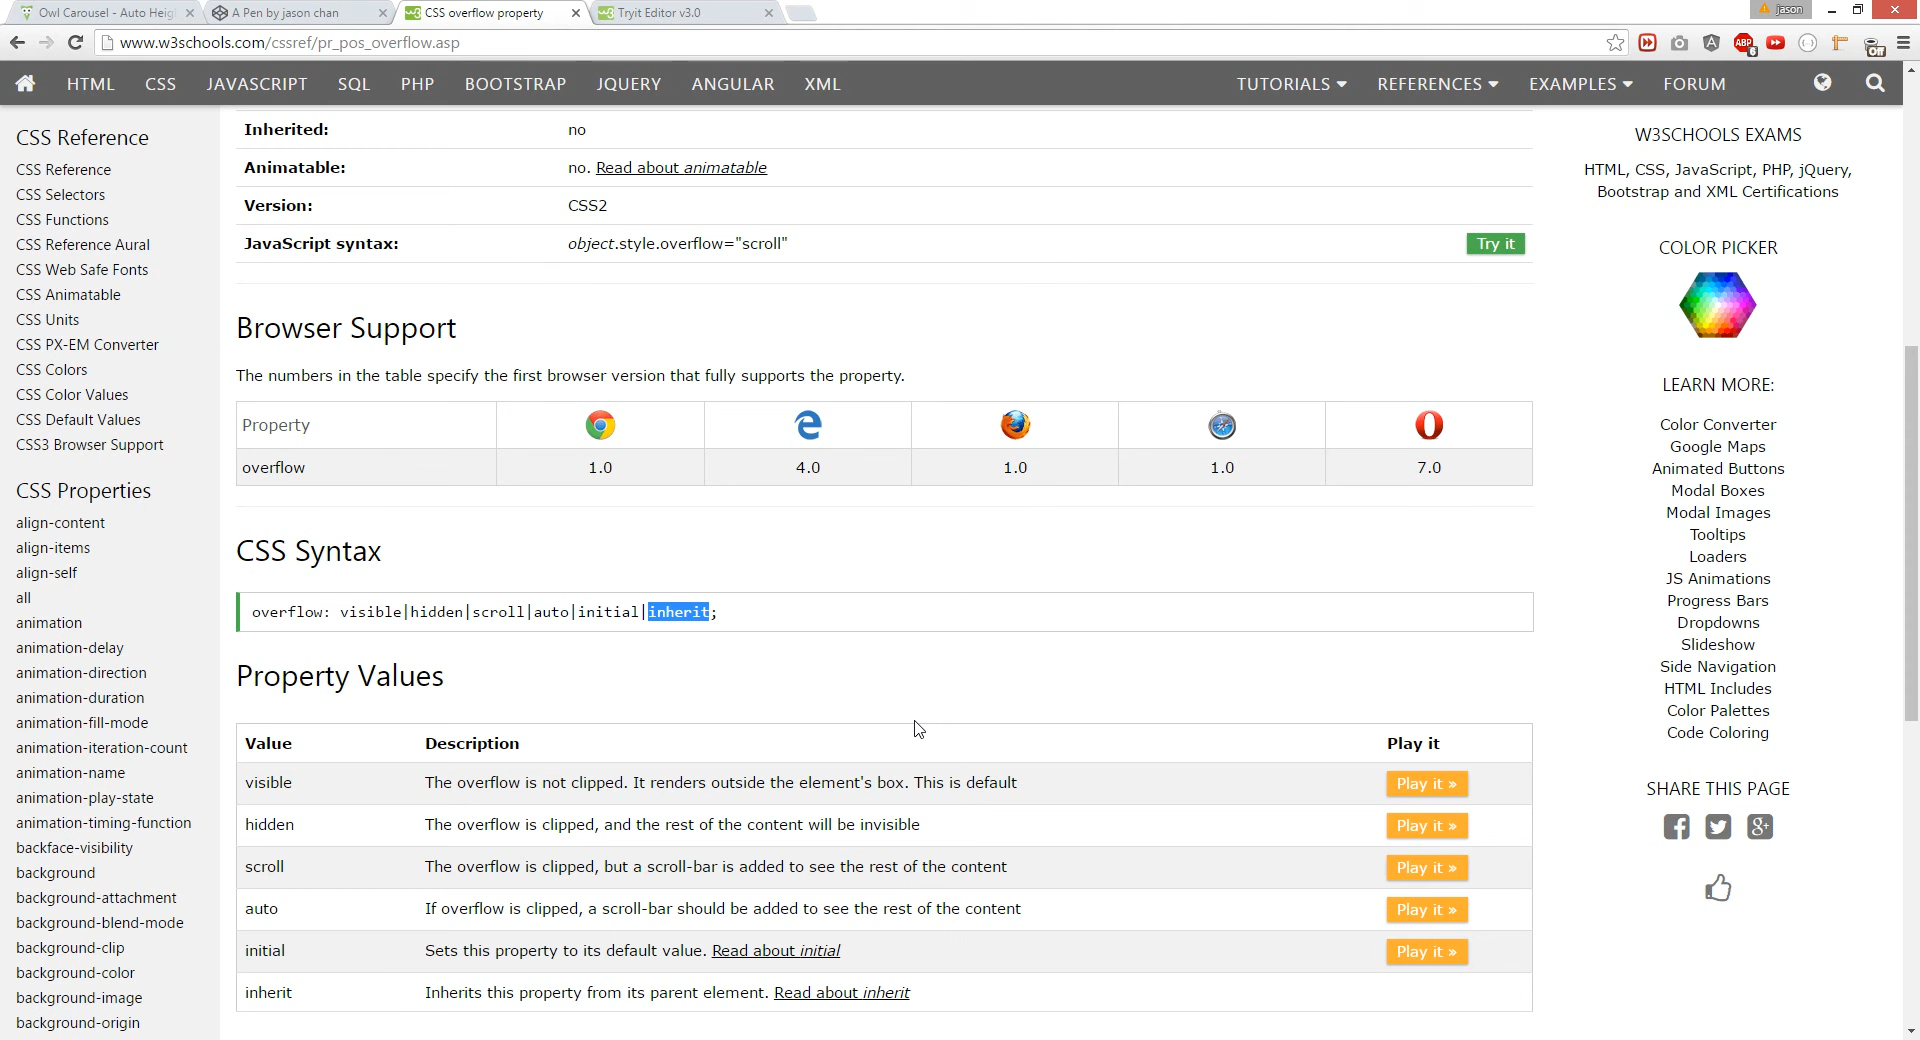 Owl Carousel - Auto Heig
A Pen by jason chan
CSS overflow property
Tryit Editor v3.0
jason
www.w3schools.com/cssref/pr_pos_overflow.asp
ABP
6
Off
HTML CSS JAVASCRIPT SQL PHP BOOTSTRAP JQUERY ANGULAR XML TUTORIALS REFERENCES EXAMPLES FORUM
CSS Reference
CSS Reference
CSS Selectors
CSS Functions
CSS Reference Aural
CSS Web Safe Fonts
CSS Animatable
CSS Units
CSS PX-EM Converter
CSS Colors
CSS Color Values
CSS Default Values
CSS3 Browser Support
CSS Properties
align-content
align-items
align-self
all
animation
animation-delay
animation-direction
animation-duration
animation-fill-mode
animation-iteration-count
animation-name
animation-play-state
animation-timing-function
backface-visibility
background
background-attachment
background-blend-mode
background-clip
background-color
background-image
background-origin
Inherited: no
Animatable: no. Read about animatable
Version: CSS2
JavaScript syntax: object.style.overflow="scroll" Try it
Browser Support
The numbers in the table specify the first browser version that fully supports the property.
Property
overflow 1.0 4.0 1.0 1.0 7.0
CSS Syntax
overflow: visible|hidden|scroll|auto|initial|inherit;
Property Values
Value Description Play it
visible The overflow is not clipped. It renders outside the element's box. This is default Play it »
hidden The overflow is clipped, and the rest of the content will be invisible Play it »
scroll The overflow is clipped, but a scroll-bar is added to see the rest of the content Play it »
auto If overflow is clipped, a scroll-bar should be added to see the rest of the content Play it »
initial Sets this property to its default value. Read about initial Play it »
inherit Inherits this property from its parent element. Read about inherit
W3SCHOOLS EXAMS
HTML, CSS, JavaScript, PHP, jQuery,
Bootstrap and XML Certifications
COLOR PICKER
LEARN MORE:
Color Converter
Google Maps
Animated Buttons
Modal Boxes
Modal Images
Tooltips
Loaders
JS Animations
Progress Bars
Dropdowns
Slideshow
Side Navigation
HTML Includes
Color Palettes
Code Coloring
SHARE THIS PAGE